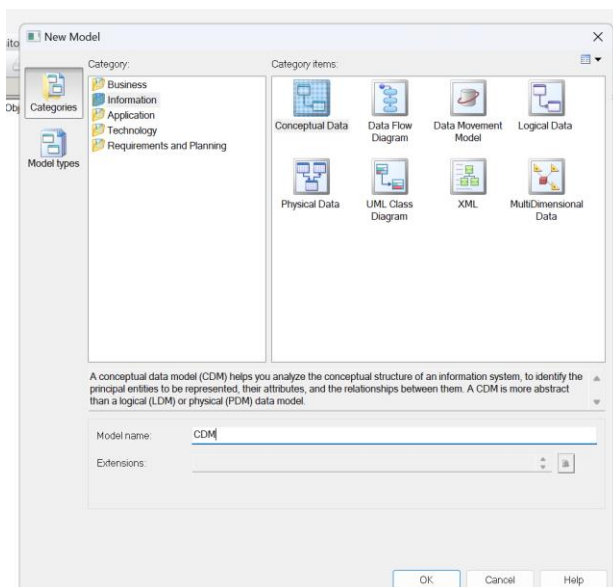 ito
New Model
Category:
Category items:
Obj
Categories
Model types
Business
Information
Application
Technology
Requirements and Planning
Conceptual Data
Data Flow
Diagram
Data Movement
Model
Logical Data
Physical Data
UML Class
Diagram
XML
MultiDimensional
Data
A conceptual data model (CDM) helps you analyze the conceptual structure of an information system, to identify the
principal entities to be represented, their attributes, and the relationships between them. A CDM is more abstract
than a logical (LDM) or physical (PDM) data model.
Model name:
CDM
Extensions:
OK
Cancel
Help